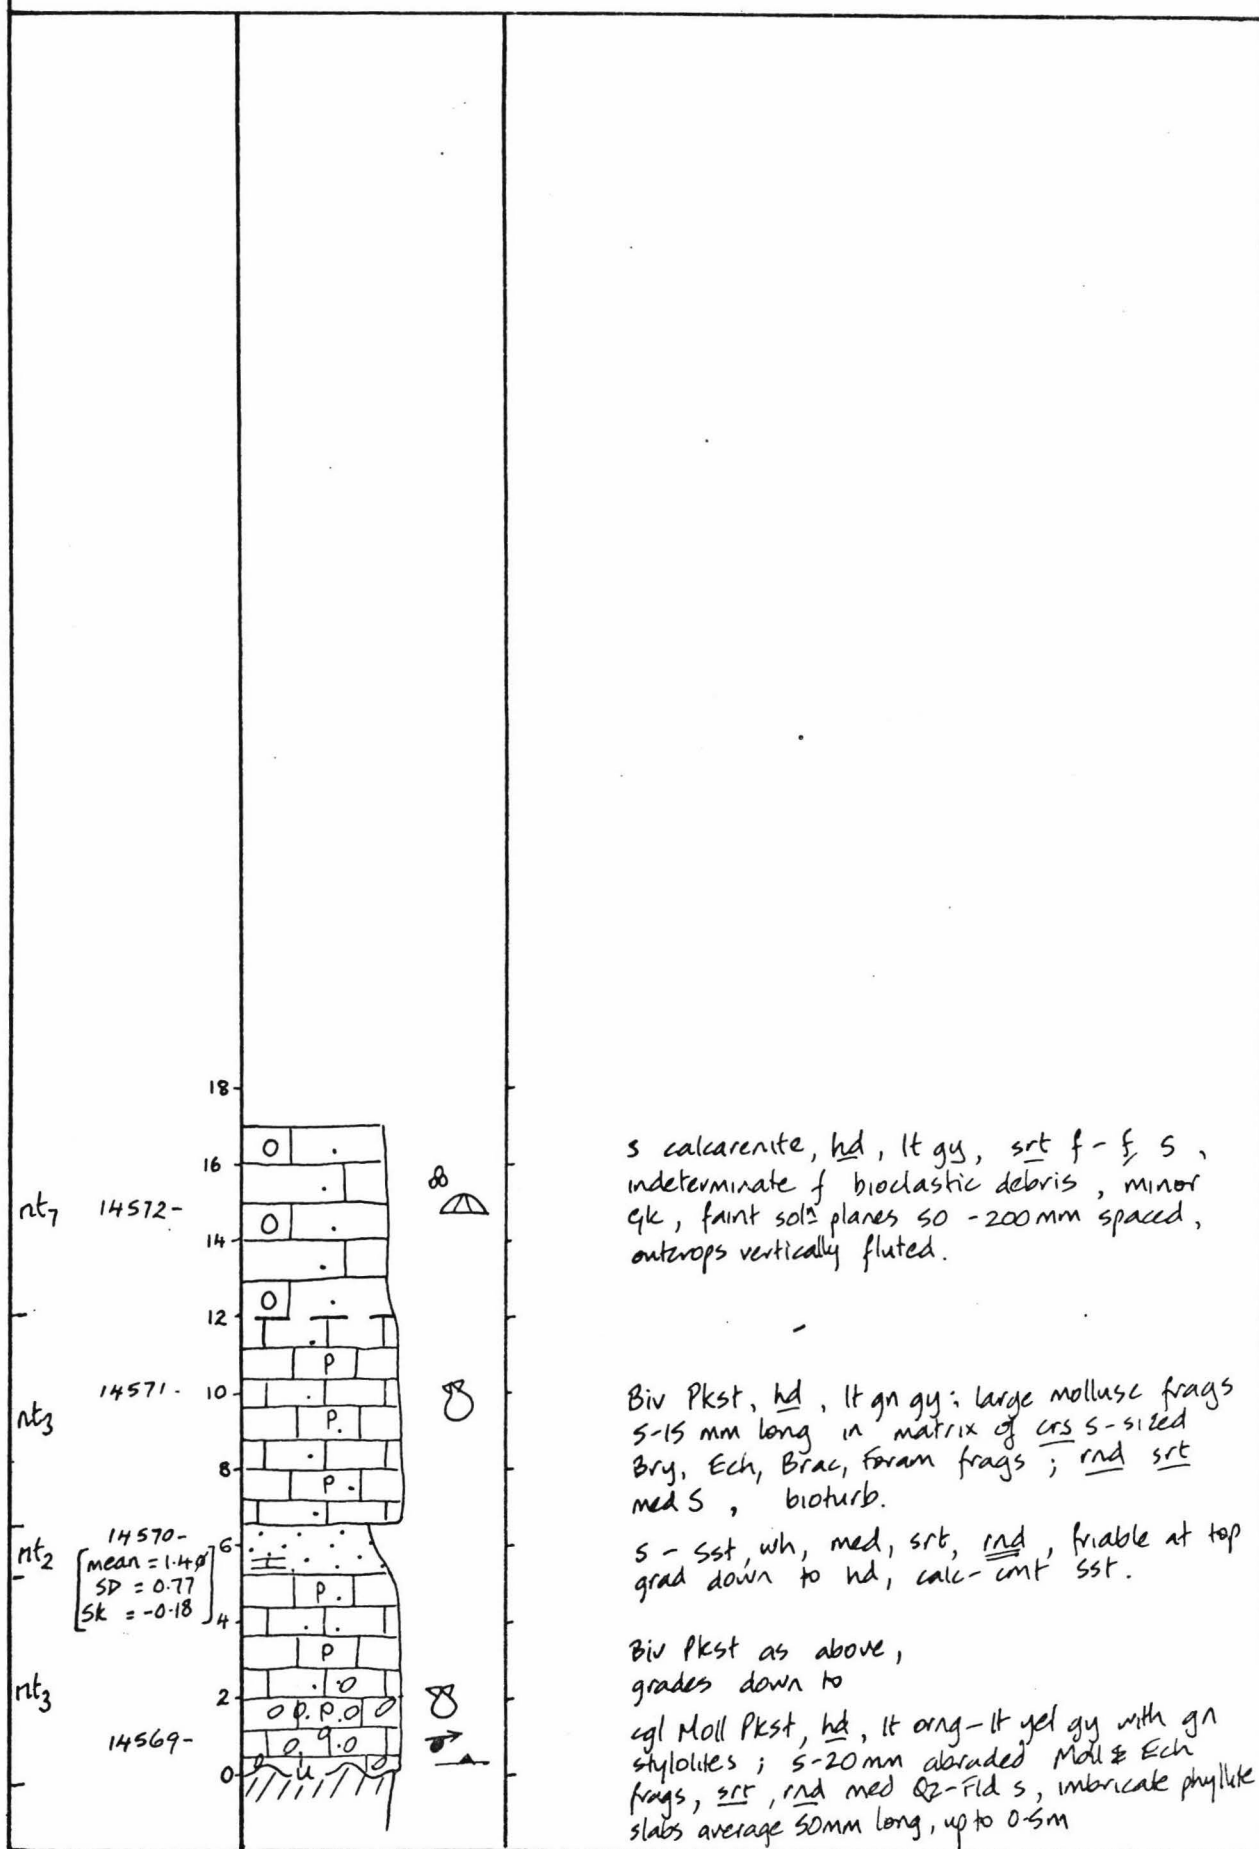 18
s calcarenite, hd, lt gy, srt f - f, s,
16
indeterminate f bioclastic debris, minor
nt7 14572-
gk, faint solⁿ planes 50-200mm spaced,
14
outcrops vertically fluted.
12
14571- 10
Biv Pkst, hd, lt gn gy; large mollusc frags
nt3
5-15 mm long in matrix of crs s-sized
8
Bry, Ech, Brac, Foram frags; rnd srt
med s, bioturb.
14570-
6
nt2
[mean = 1.4ø
SD = 0.77
Sk = -0.18]
s - Sst, wh, med, srt, rnd, friable at top
grad down to hd, calc-cmt sst.
4
Biv Pkst as above,
grades down to
nt3
2
cgl Moll Pkst, hd, lt orng-lt yel gy with gn
14569-
stylolites; 5-20mm abraded Moll & Ech
0
frags, srt, rnd med Qz-Fld s, imbricate phyllite
slabs average 50mm long, up to 0.5m
P
P.
P.
P.
P
P.P.
u